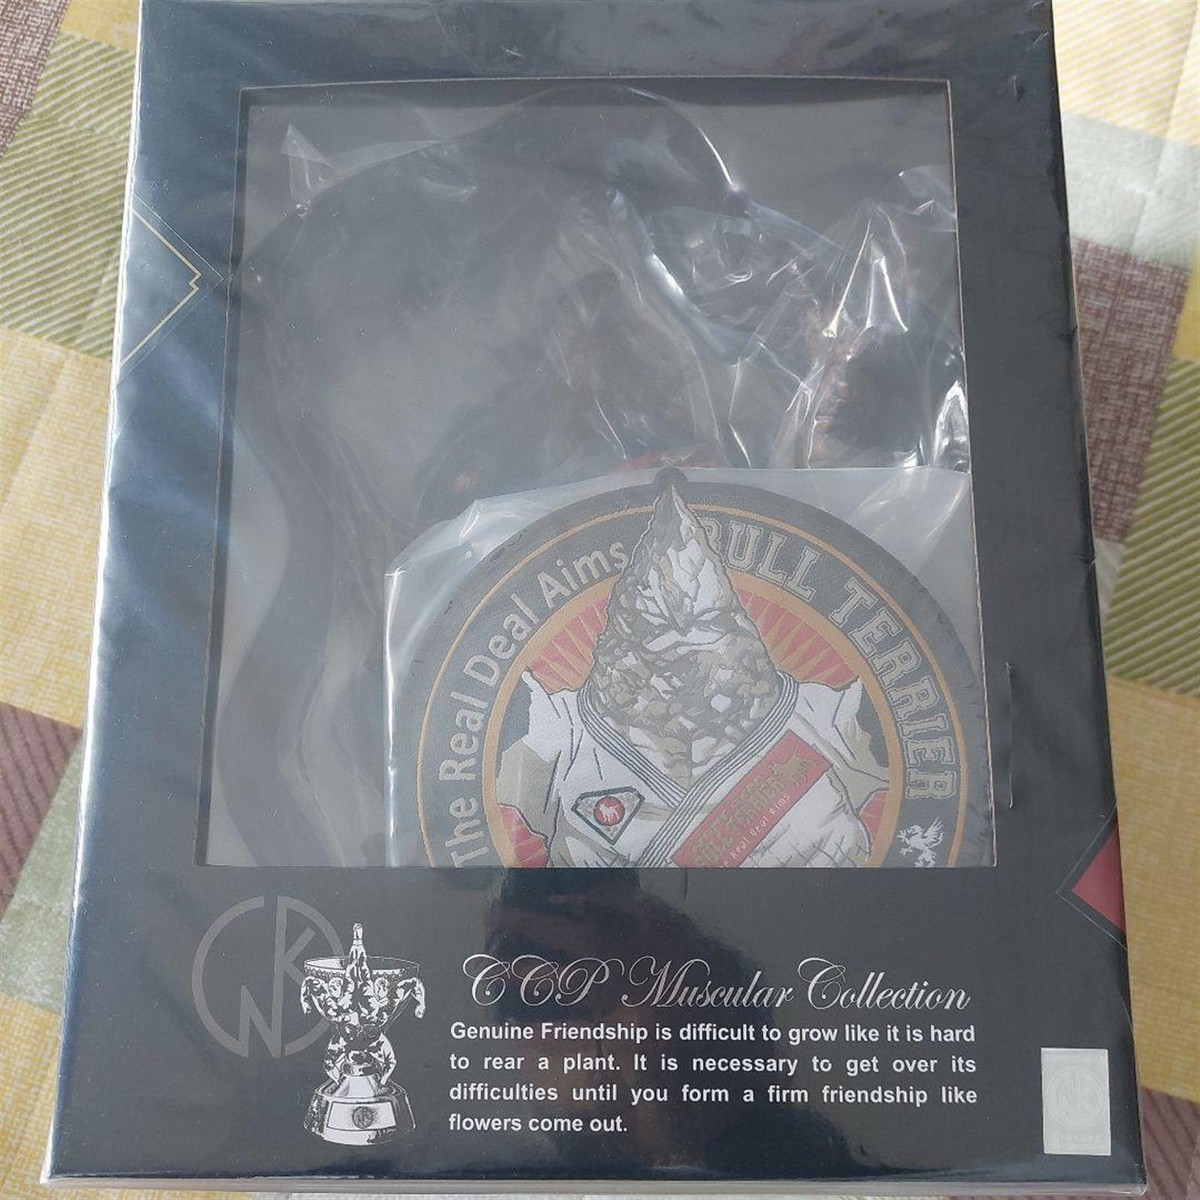 The Real Deal Aims
BULL TERRIER
CCP Muscular Collection
Genuine Friendship is difficult to grow like it is hard
to rear a plant. It is necessary to get over its
difficulties until you form a firm friendship like
flowers come out.